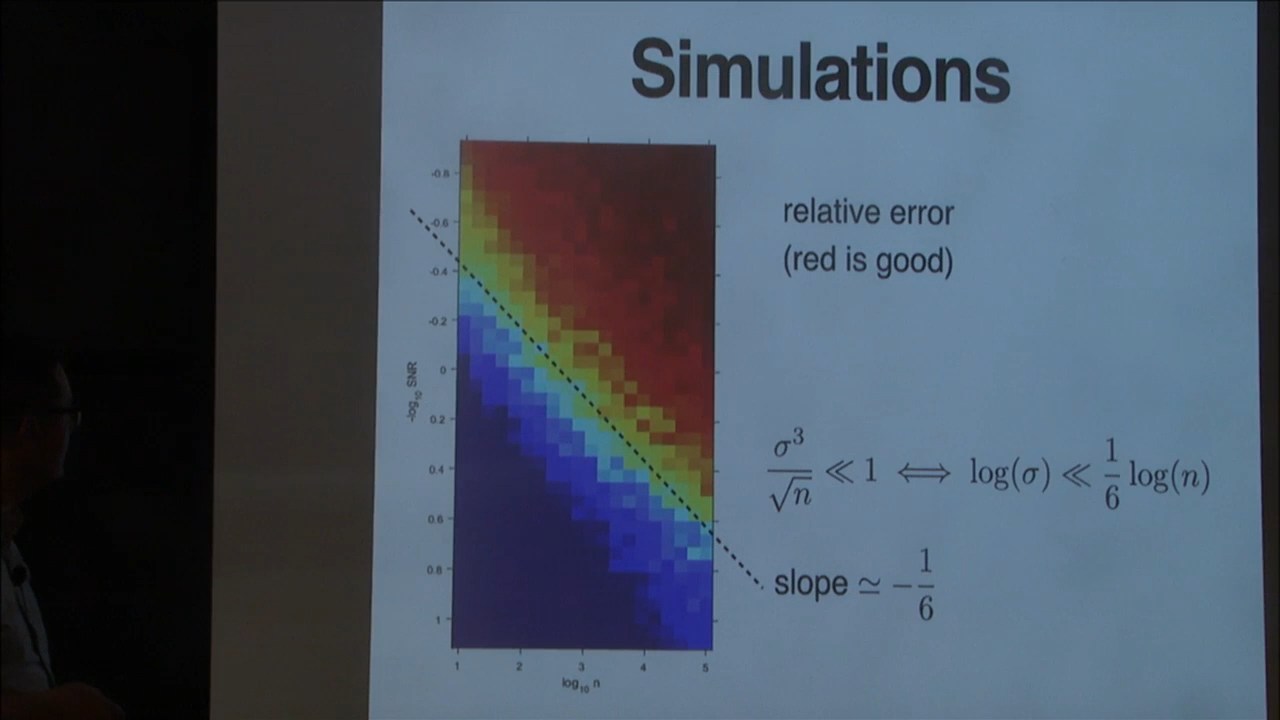 Simulations
relative error
(red is good)
σ³/√n ≪ 1 ⟺ log(σ) ≪ 1/6 log(n)
slope ≃ −1/6
-log₁₀ SNR
-0.8
-0.6
-0.4
-0.2
0
0.2
0.4
0.6
0.8
1
1 2 3 4 5
log₁₀ n